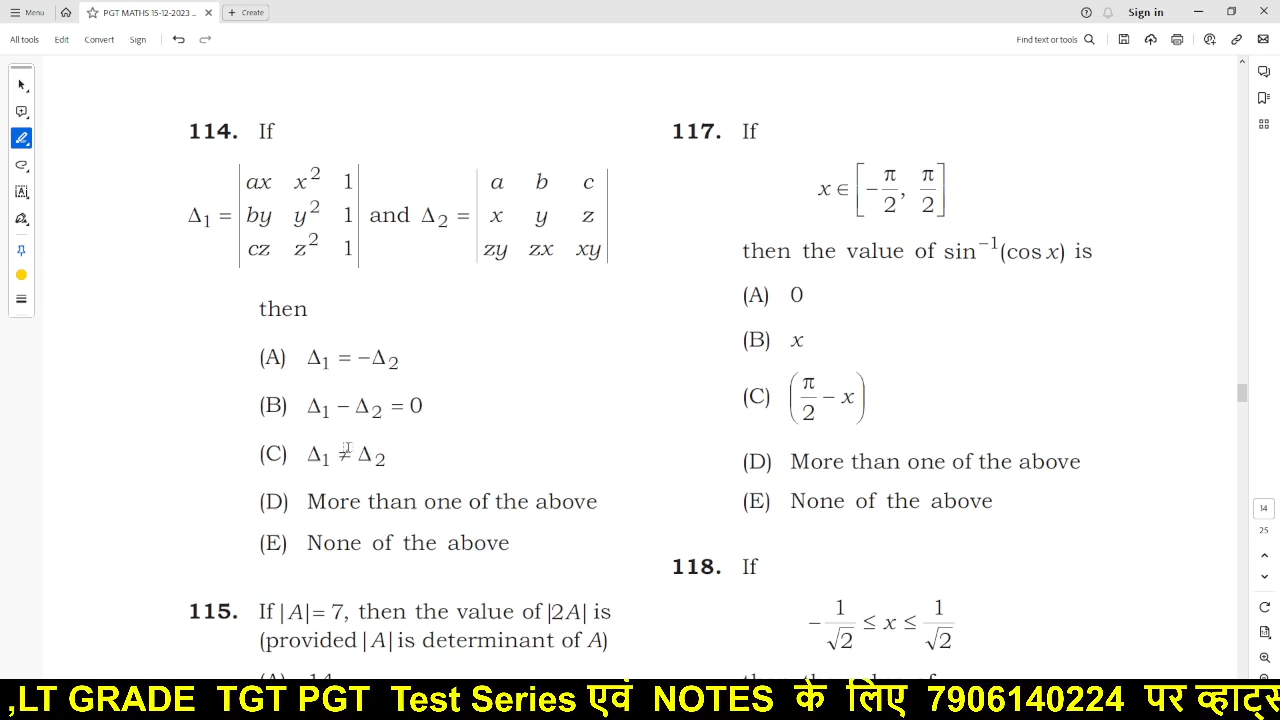 Menu
PGT MATHS 15-12-2023 ...
Create
Sign in
All tools Edit Convert Sign
Find text or tools
114. If
Δ₁ = |ax x² 1; by y² 1; cz z² 1| and Δ₂ = |a b c; x y z; zy zx xy|
then
(A) Δ₁ = −Δ₂
(B) Δ₁ − Δ₂ = 0
(C) Δ₁ ≠ Δ₂
(D) More than one of the above
(E) None of the above
115. If |A| = 7, then the value of |2A| is
(provided |A| is determinant of A)
(A) 14
117. If
x ∈ [−π/2, π/2]
then the value of sin⁻¹(cos x) is
(A) 0
(B) x
(C) (π/2 − x)
(D) More than one of the above
(E) None of the above
118. If
−1/√2 ≤ x ≤ 1/√2
14
25
,LT GRADE TGT PGT Test Series एवं NOTES के लिए 7906140224 पर व्हाट्स